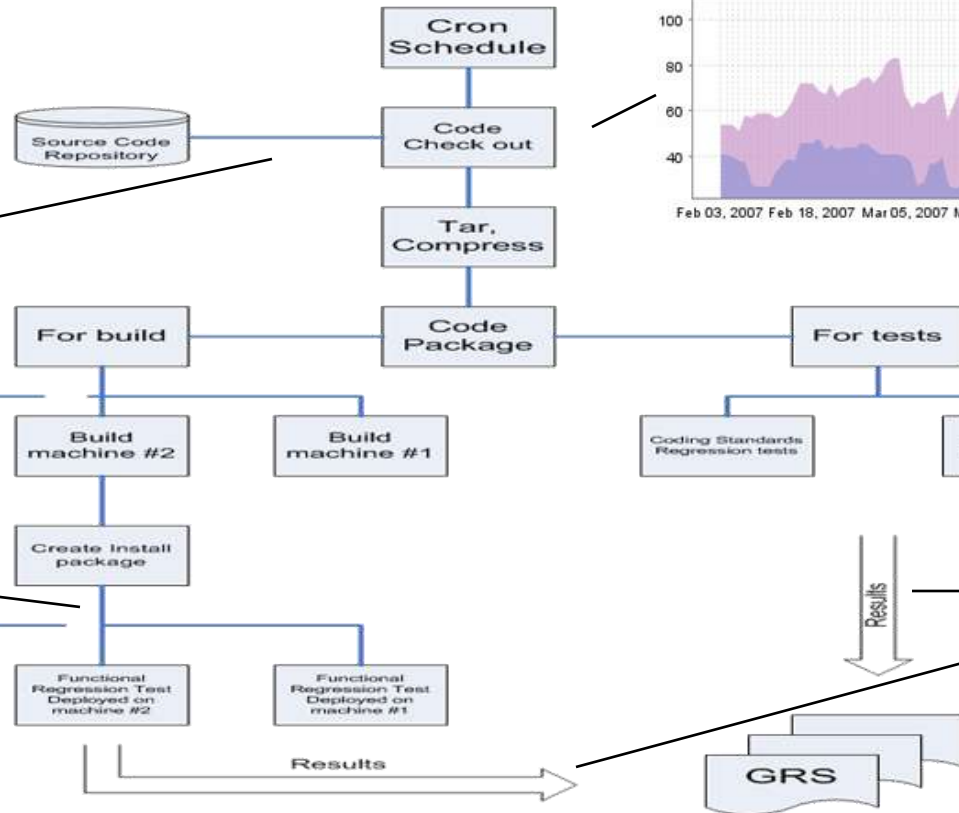 Cron
Schedule
100
80
60
40
Feb 03, 2007 Feb 18, 2007 Mar 05, 2007 M
Source Code
Repository
Code
Check out
Tar,
Compress
For build
Code
Package
For tests
Build
machine #2
Build
machine #1
Coding Standards
Regression tests
Create Install
package
Results
Functional
Regression Test
Deployed on
machine #2
Functional
Regression Test
Deployed on
machine #1
Results
GRS